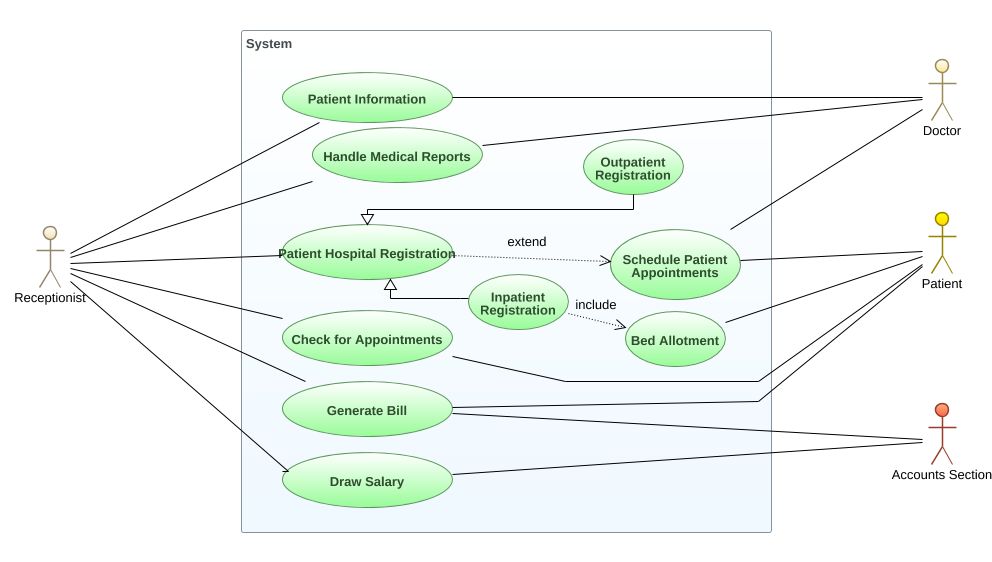 System
Patient Information
Doctor
Handle Medical Reports
Outpatient
Registration
Patient Hospital Registration
extend
Schedule Patient
Appointments
Patient
Receptionist
Inpatient
Registration
include
Check for Appointments
Bed Allotment
Generate Bill
Accounts Section
Draw Salary